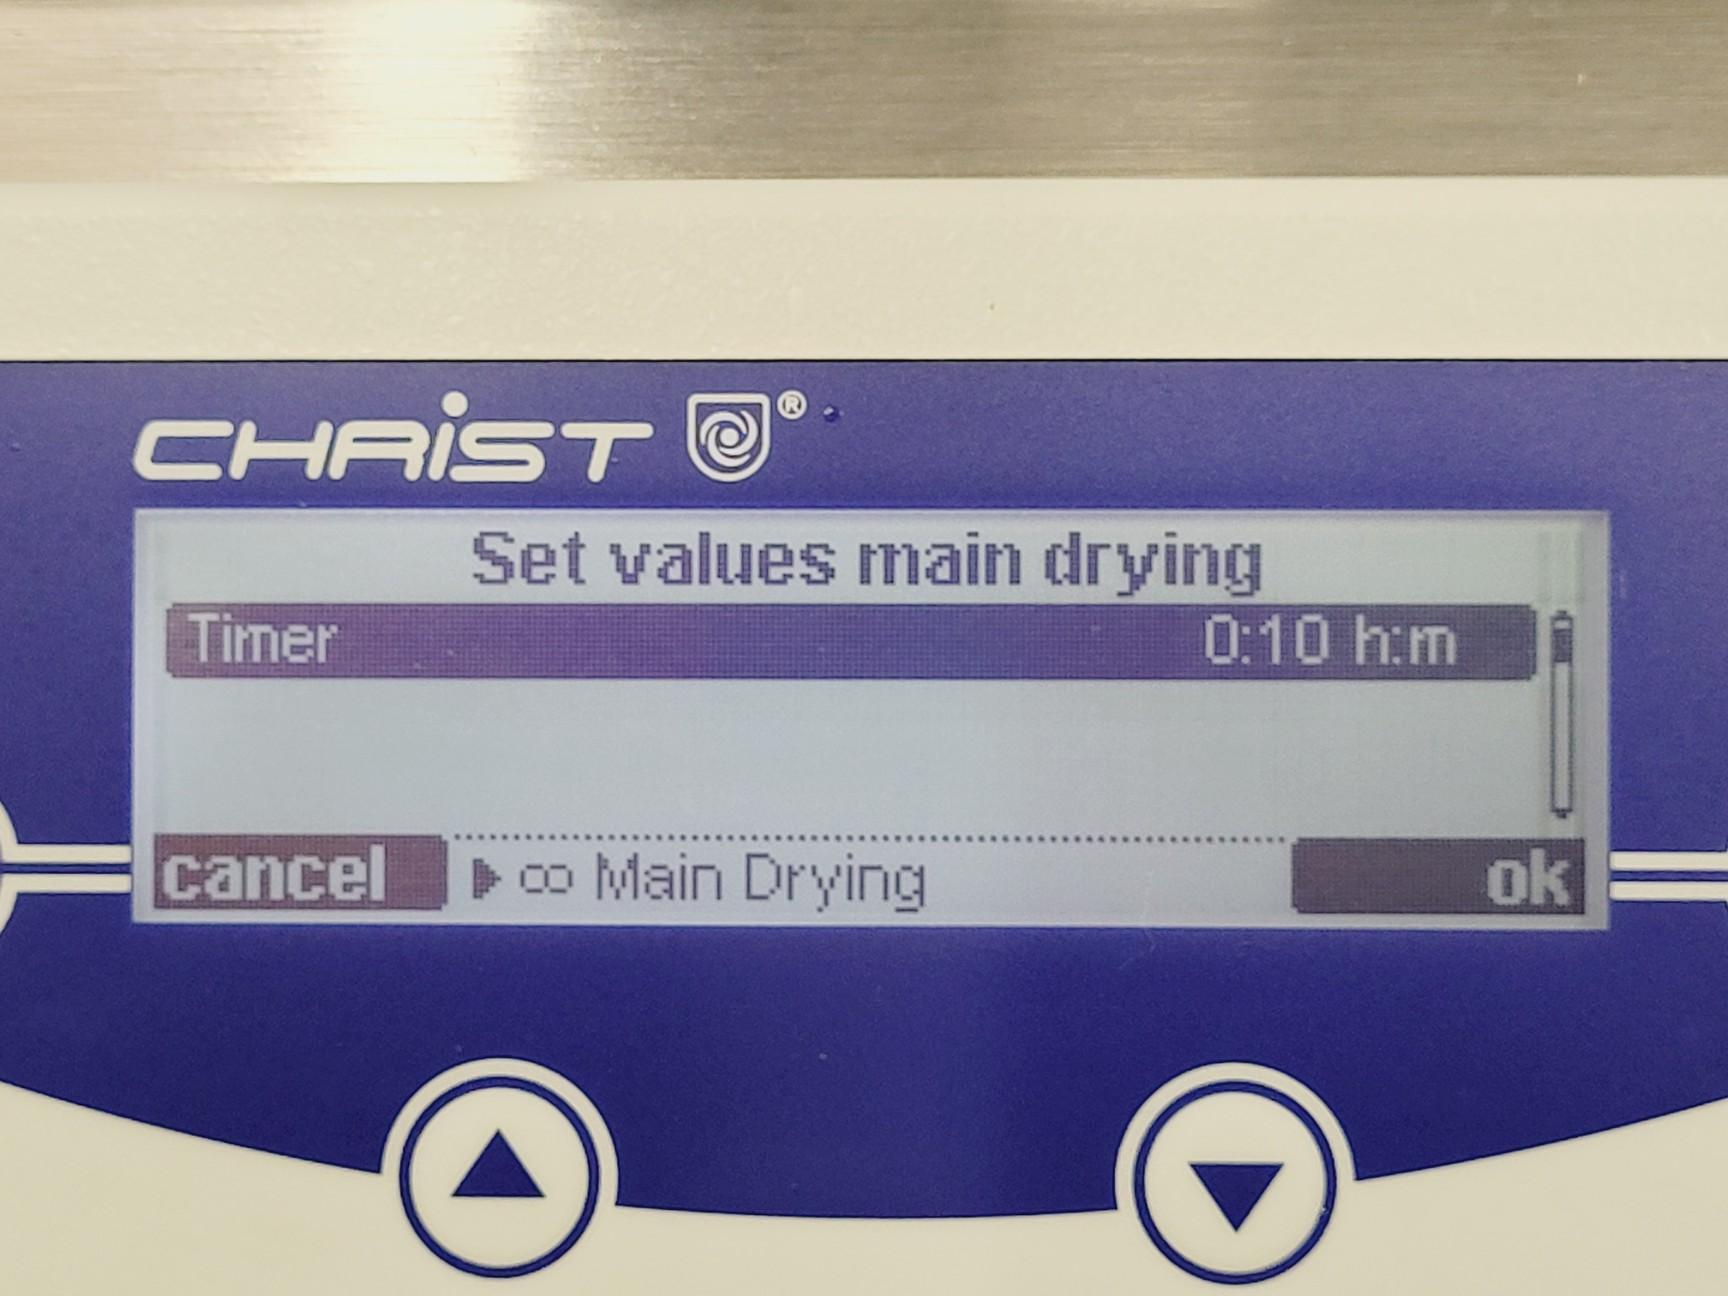 CHRiST ®
Set values main drying
Timer 0:10 h:m
cancel ▶ ∞ Main Drying ok